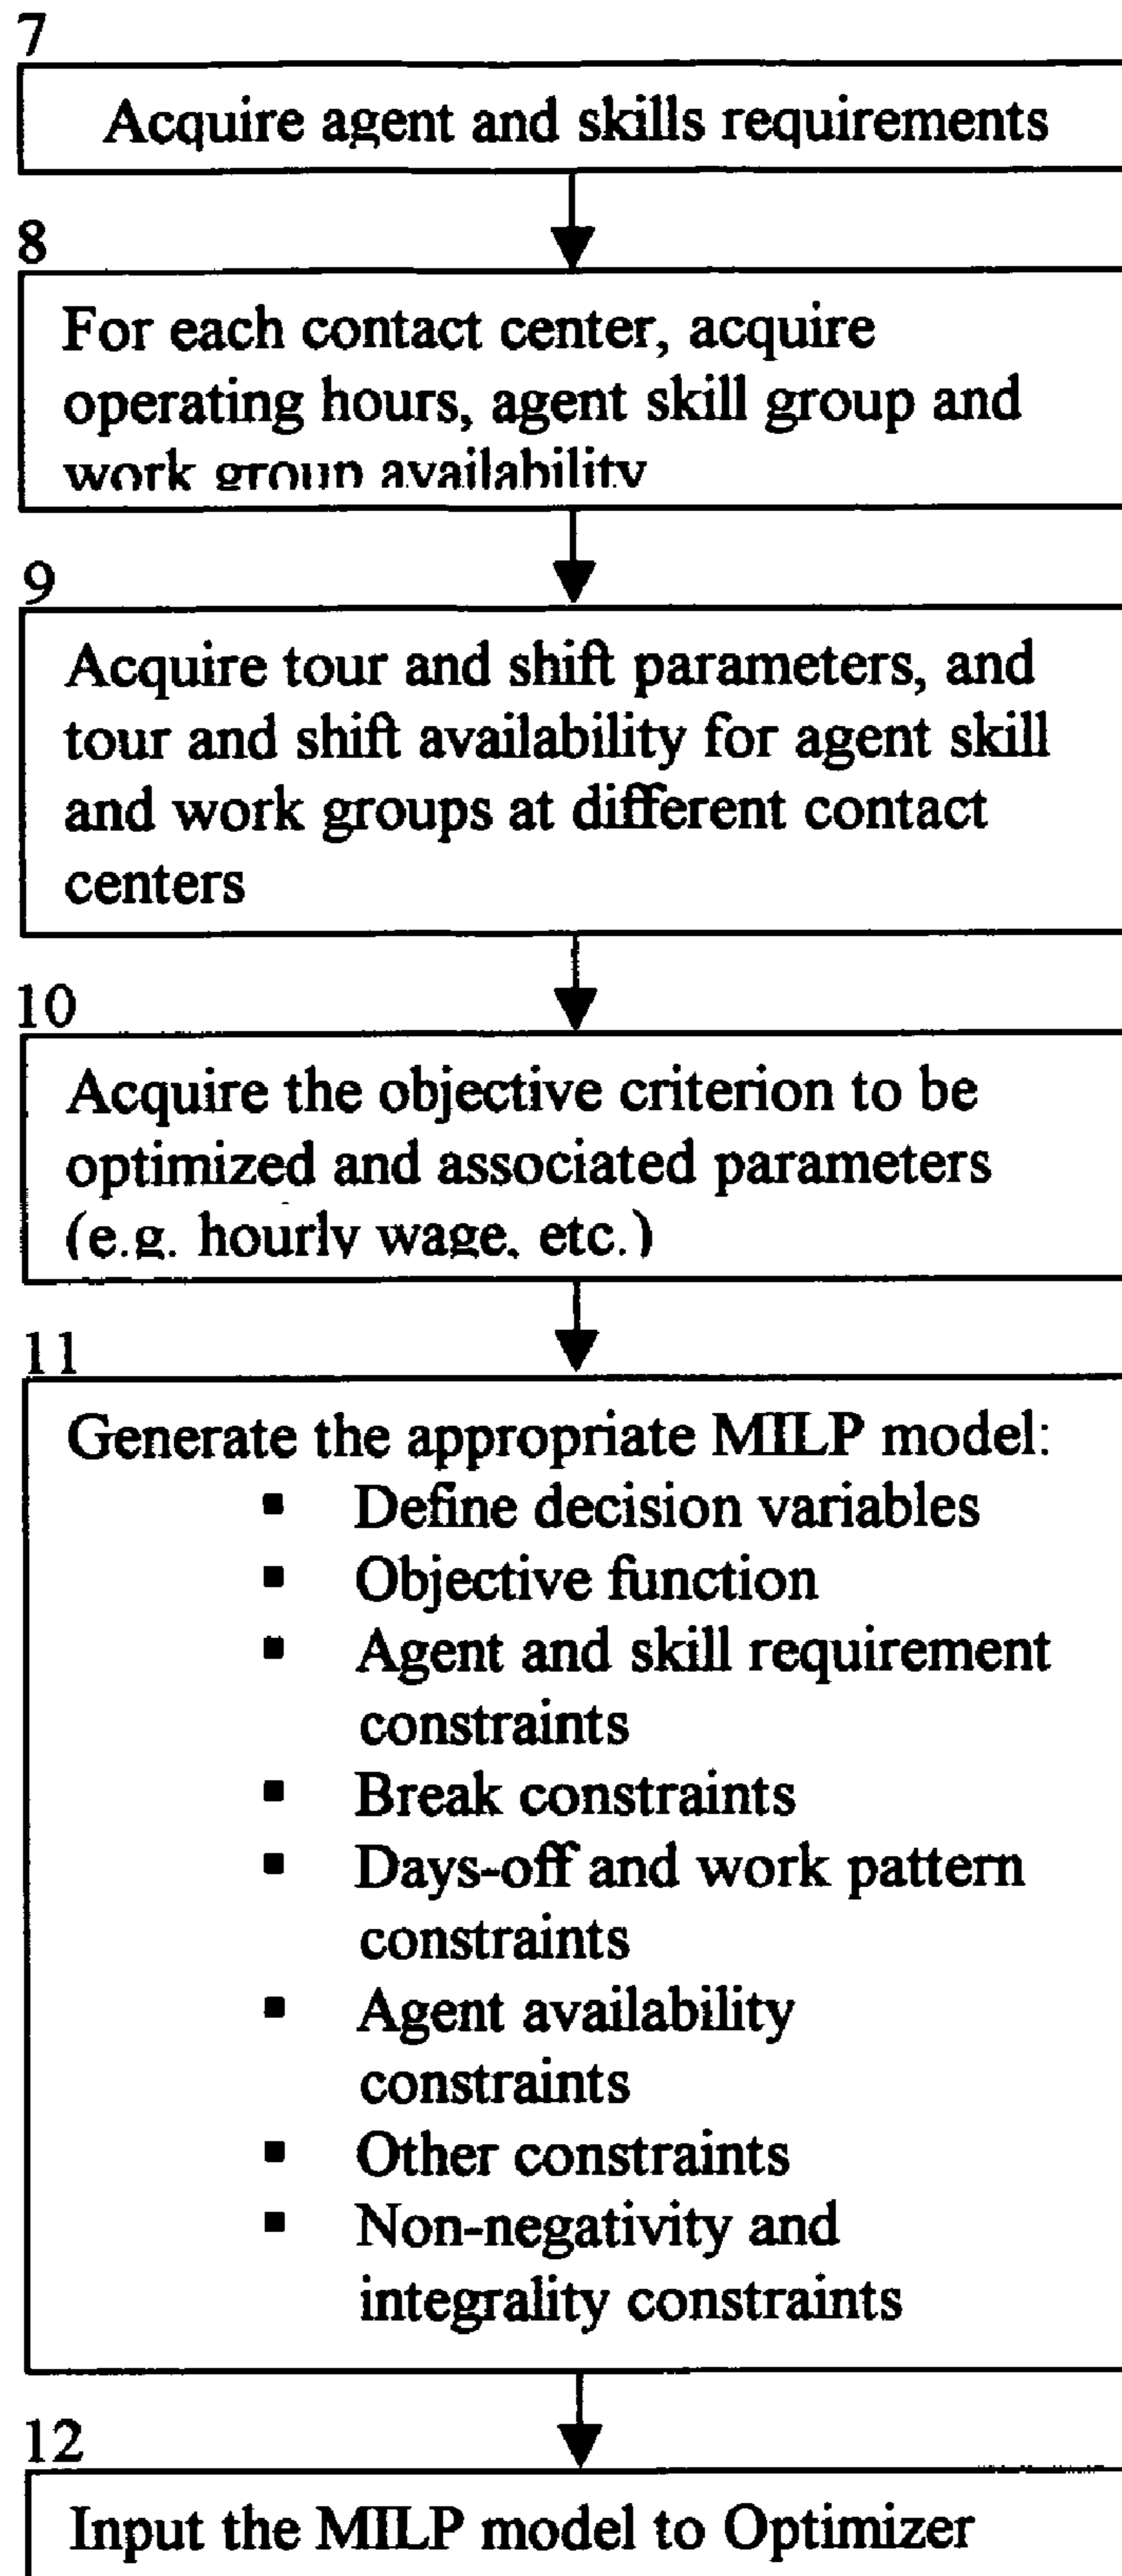 7
Acquire agent and skills requirements
8
For each contact center, acquire
operating hours, agent skill group and
work group availability
9
Acquire tour and shift parameters, and
tour and shift availability for agent skill
and work groups at different contact
centers
10
Acquire the objective criterion to be
optimized and associated parameters
(e.g. hourly wage, etc.)
11
Generate the appropriate MILP model:
▪ Define decision variables
▪ Objective function
▪ Agent and skill requirement
constraints
▪ Break constraints
▪ Days-off and work pattern
constraints
▪ Agent availability
constraints
▪ Other constraints
▪ Non-negativity and
integrality constraints
12
Input the MILP model to Optimizer